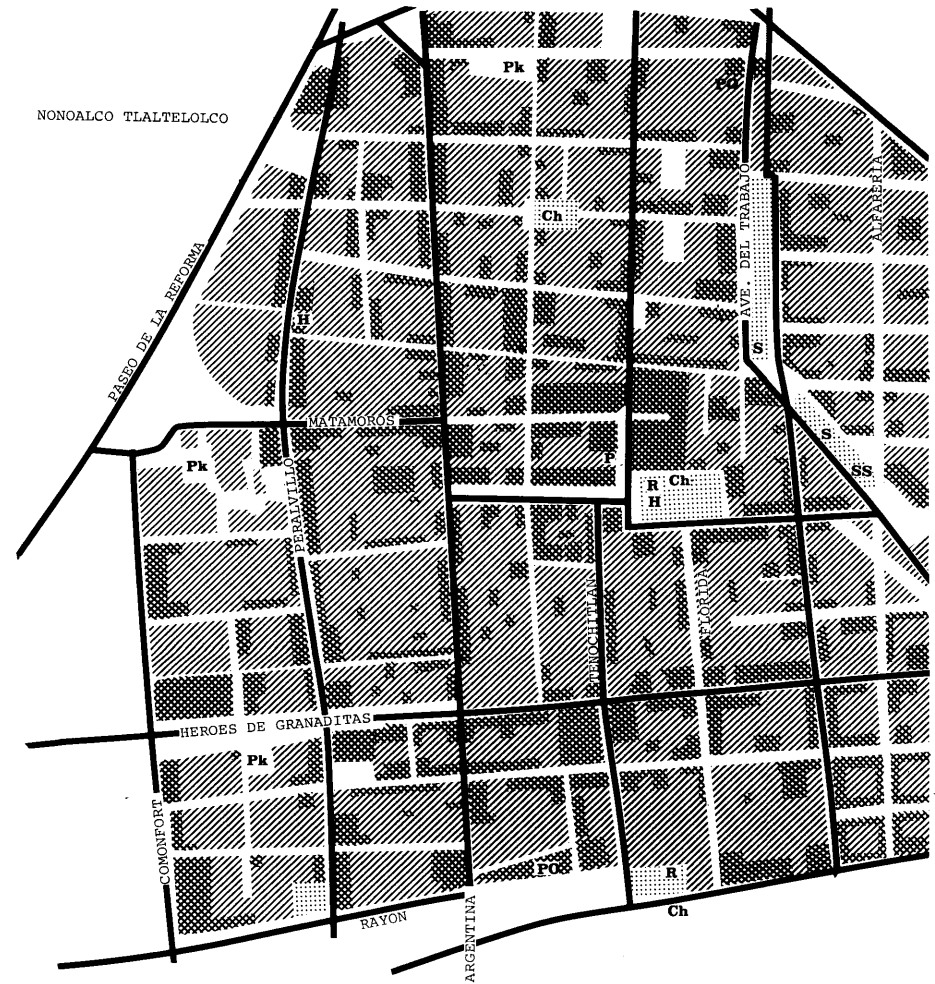 Pk
PO
NONOALCO TLALTELOLCO
ALFARERIA
AVE. DEL TRABAJO
Ch
PASEO DE LA REFORMA
H
S
MATAMOROS
S
Pk
P
SS
R
Ch
H
PERALVILLO
TENOCHITLAN
FLORIDA
HEROES DE GRANADITAS
Pk
COMONFORT
PO
R
Ch
RAYON
ARGENTINA